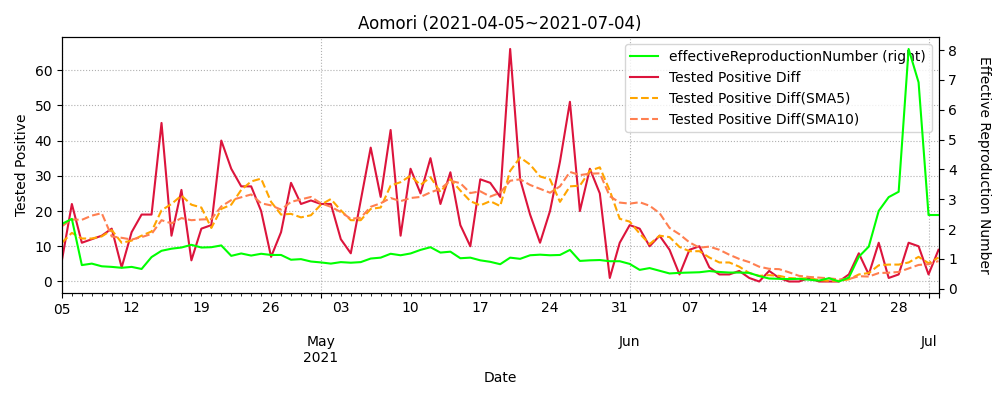 Aomori (2021-04-05~2021-07-04)
effectiveReproductionNumber (right)
Tested Positive Diff
Tested Positive Diff(SMA5)
Tested Positive Diff(SMA10)
Tested Positive
60
50
40
30
20
10
0
8
7
6
5
4
3
2
1
0
Effective Reproduction Number
05 12 19 26 03 10 17 24 31 07 14 21 28
May Jun Jul
2021
Date